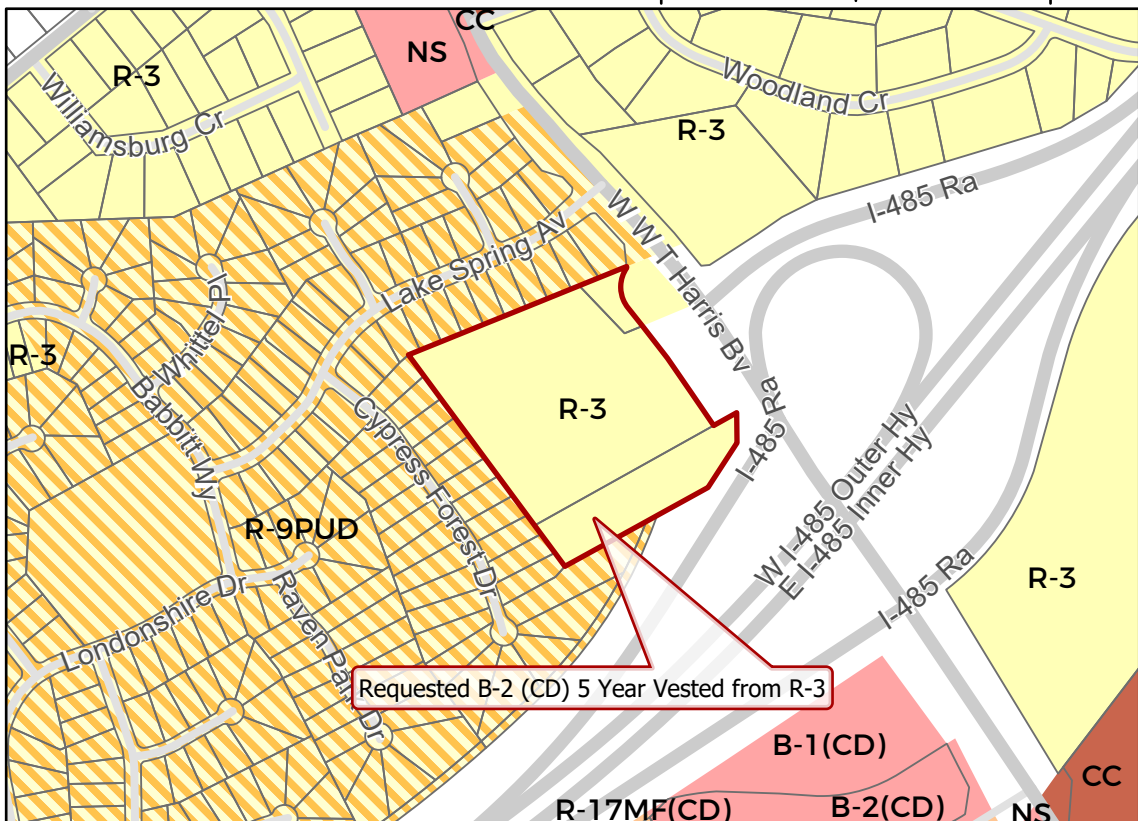 CC
NS
R-3
Williamsburg Cr
Woodland Cr
R-3
I-485 Ra
W W T Harris Bv
Lake Spring Av
Whittel Pl
R-3
Babbitt Wy
R-3
I-485 Ra
Cypress Forest Dr
W I-485 Outer Hy
E I-485 Inner Hy
R-9PUD
I-485 Ra
R-3
Londonshire Dr
Raven Park Dr
Requested B-2 (CD) 5 Year Vested from R-3
B-1(CD)
CC
R-17MF(CD)
B-2(CD)
NS